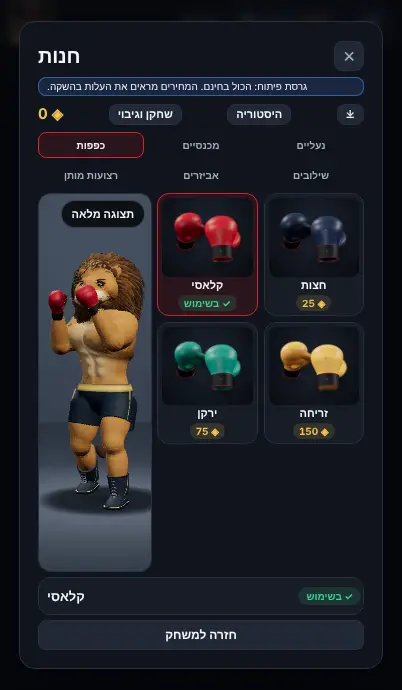 חנות
גרסת פיתוח: הכול בחינם. המחירים מראים את העלות בהשקה.
היסטוריה
שחקן וגיבוי
0 ◈
נעליים
מכנסיים
כפפות
שילובים
אביזרים
רצועות מותן
תצוגה מלאה
חצות
25 ◈
קלאסי
✓ בשימוש
זריחה
150 ◈
ירקן
75 ◈
קלאסי
✓ בשימוש
חזרה למשחק